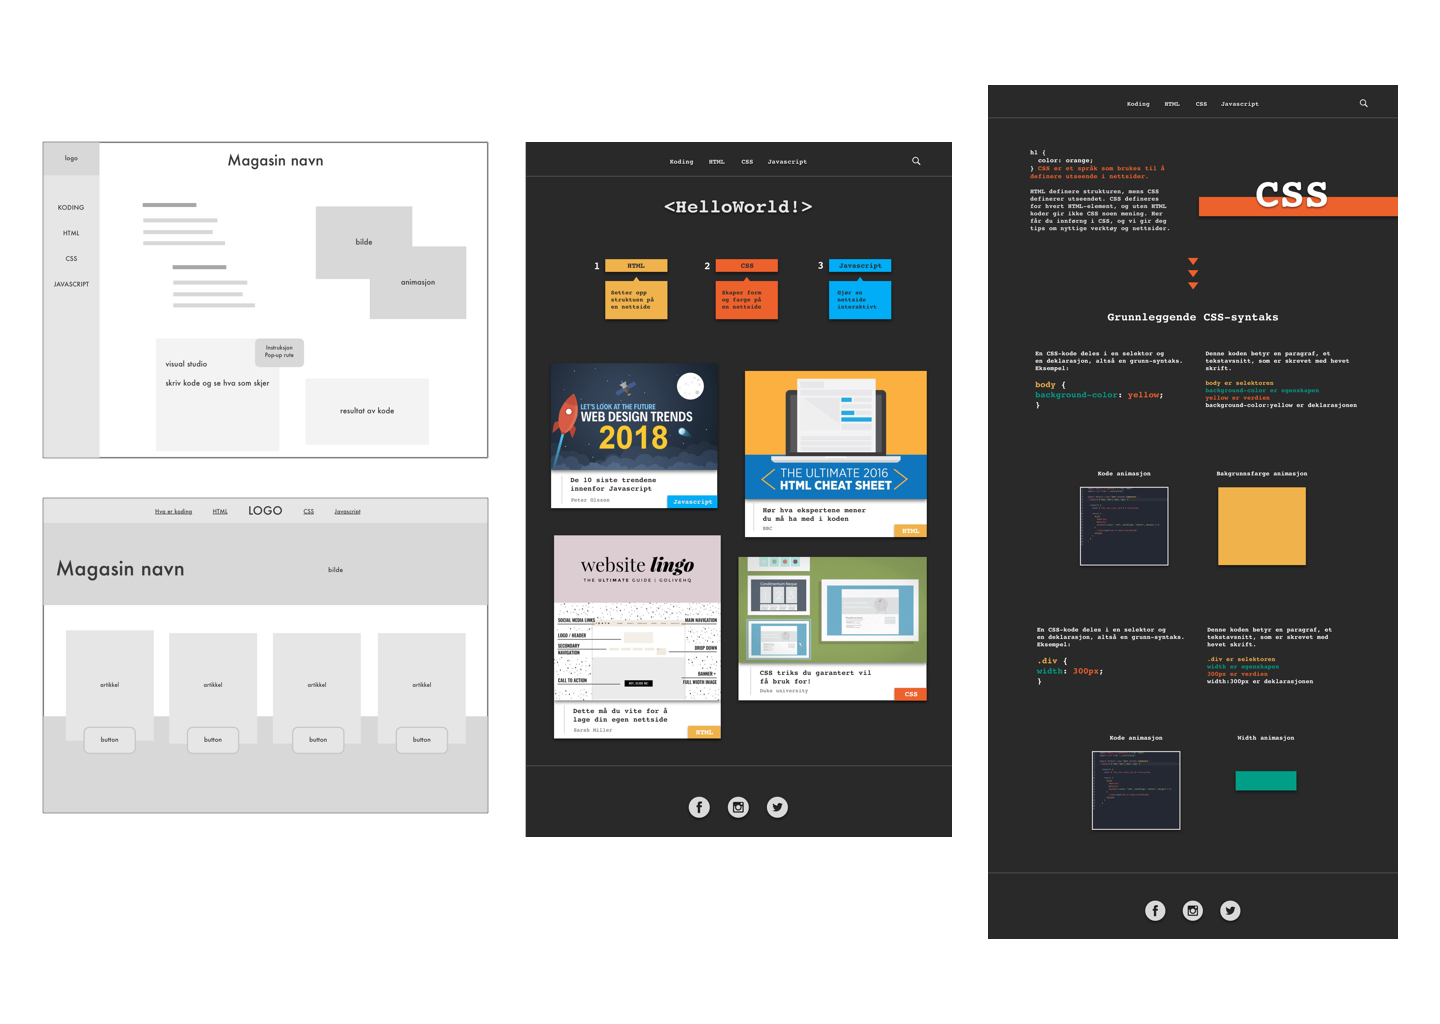 logo
Magasin navn
KODING
HTML
CSS
JAVASCRIPT
bilde
animasjon
Instruksjon
Pop-up rute
visual studio
skriv kode og se hva som skjer
resultat av kode
Hva er koding
HTML
LOGO
CSS
Javascript
Magasin navn
bilde
artikkel
artikkel
artikkel
artikkel
button
button
button
button
Koding HTML CSS Javascript
<HelloWorld!>
1 HTML
Setter opp
struktuen på
en nettside
2 CSS
Skaper form
og farge på
en nettside
3 Javascript
Gjør en
nettside
interaktivt
LET'S LOOK AT THE FUTURE
WEB DESIGN TRENDS
2018
De 10 siste trendene
innenfor Javascript
Peter Olsson
Javascript
THE ULTIMATE 2016
HTML CHEAT SHEET
Hør hva ekspertene mener
du må ha med i koden
BBC
HTML
website lingo
THE ULTIMATE GUIDE | GOLIVEHQ
SOCIAL MEDIA LINKS
MAIN NAVIGATION
LOGO / HEADER
SECONDARY
NAVIGATION
DROP DOWN
BANNER +
FULL WIDTH IMAGE
CALL TO ACTION
Dette må du vite for å
lage din egen nettside
Sarah Miller
HTML
Condimentum Neque
1 2 3
CSS triks du garantert vil
få bruk for!
Duke university
CSS
Koding HTML CSS Javascript
h1 {
color: orange;
} CSS er et språk som brukes til å
definere utseende i nettsider.
HTML definere strukturen, mens CSS
definerer utseendet. CSS defineres
for hvert HTML-element, og uten HTML
koder gir ikke CSS noen mening. Her
får du innføring i CSS, og vi gir deg
tips om nyttige verktøy og nettsider.
CSS
Grunnleggende CSS-syntaks
En CSS-kode deles i en selektor og
en deklarasjon, altså en grunn-syntaks.
Eksempel:
body {
background-color: yellow;
}
Denne koden betyr en paragraf, et
tekstavsnitt, som er skrevet med hevet
skrift.
body er selektoren
background-color er egenskapen
yellow er verdien
background-color:yellow er deklarasjonen
Kode animasjon
Bakgrunnsfarge animasjon
En CSS-kode deles i en selektor og
en deklarasjon, altså en grunn-syntaks.
Eksempel:
.div {
width: 300px;
}
Denne koden betyr en paragraf, et
tekstavsnitt, som er skrevet med
hevet skrift.
.div er selektoren
width er egenskapen
300px er verdien
width:300px er deklarasjonen
Kode animasjon
Width animasjon